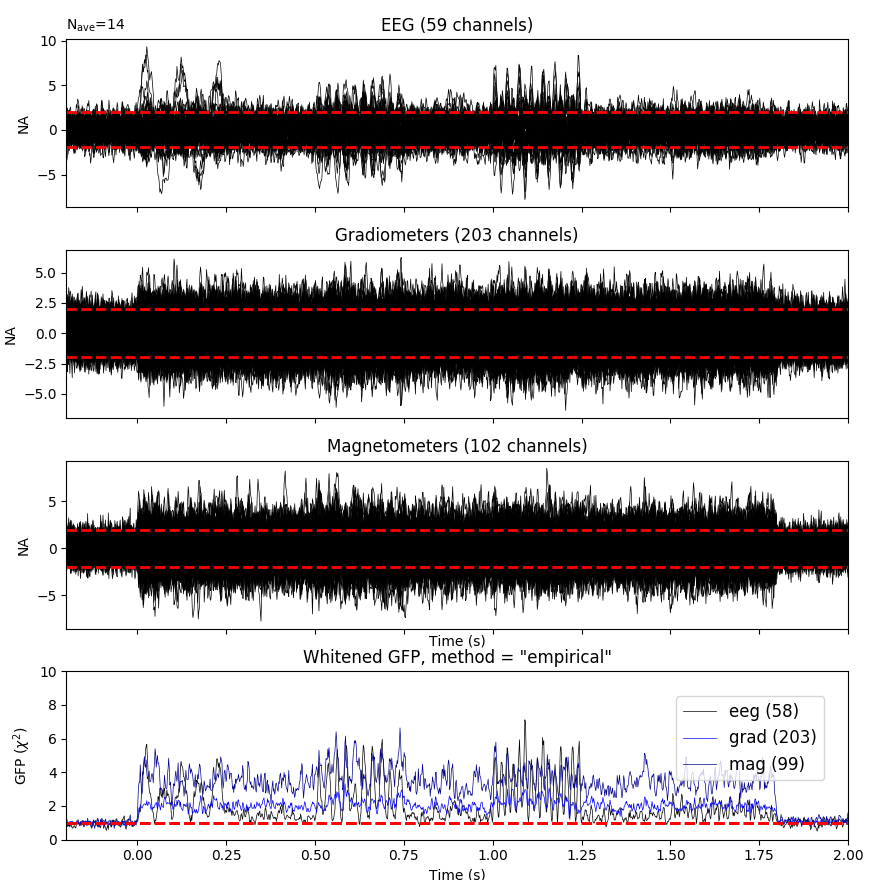 N_ave=14
EEG (59 channels)
10
5
0
−5
NA
Gradiometers (203 channels)
5.0
2.5
0.0
−2.5
−5.0
NA
Magnetometers (102 channels)
5
0
−5
NA
Time (s)
Whitened GFP, method = "empirical"
10
8
6
4
2
0
GFP (χ²)
eeg (58)
grad (203)
mag (99)
0.00 0.25 0.50 0.75 1.00 1.25 1.50 1.75 2.00
Time (s)